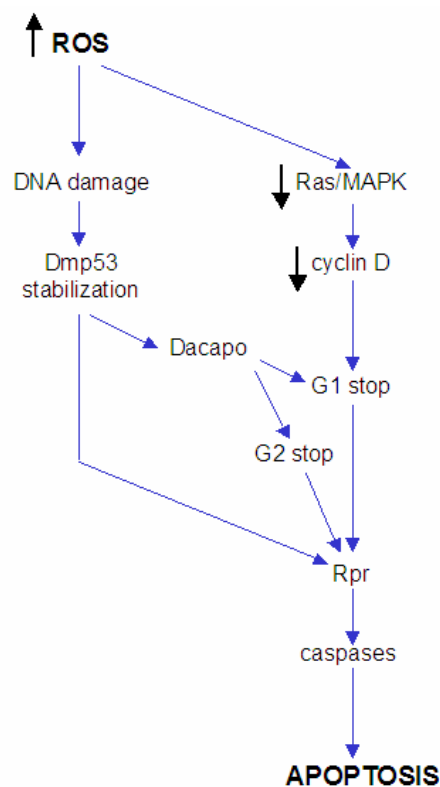 ROS
DNA damage
Ras/MAPK
Dmp53
stabilization
cyclin D
Dacapo
G1 stop
G2 stop
Rpr
caspases
APOPTOSIS